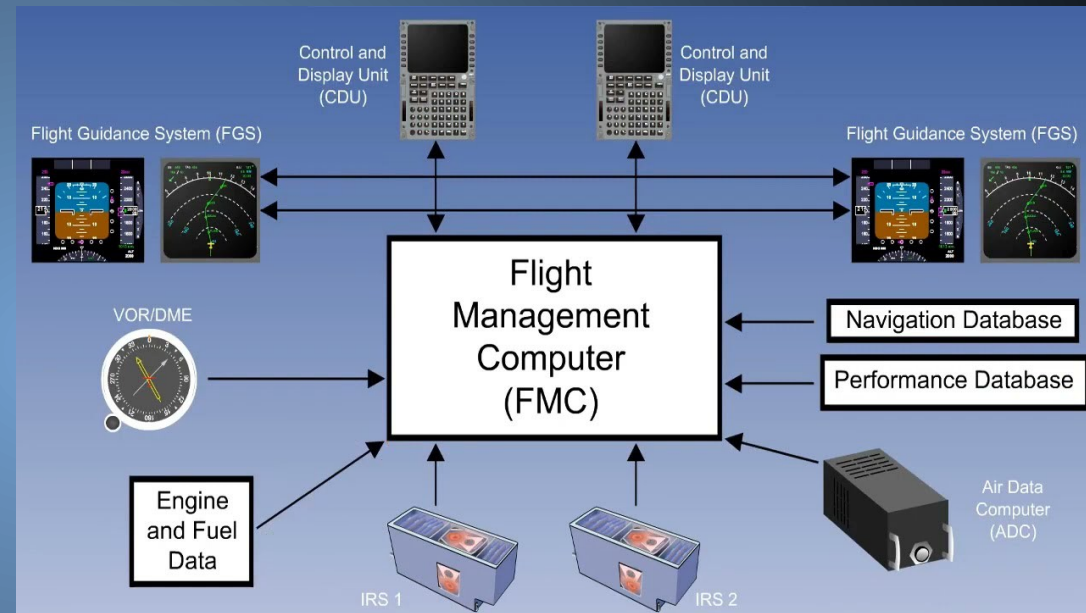 Control and
Display Unit
(CDU)
Control and
Display Unit
(CDU)
Flight Guidance System (FGS)
Flight Guidance System (FGS)
VOR/DME
Flight
Management
Computer
(FMC)
Navigation Database
Performance Database
Engine
and Fuel
Data
Air Data
Computer
(ADC)
IRS 1
IRS 2